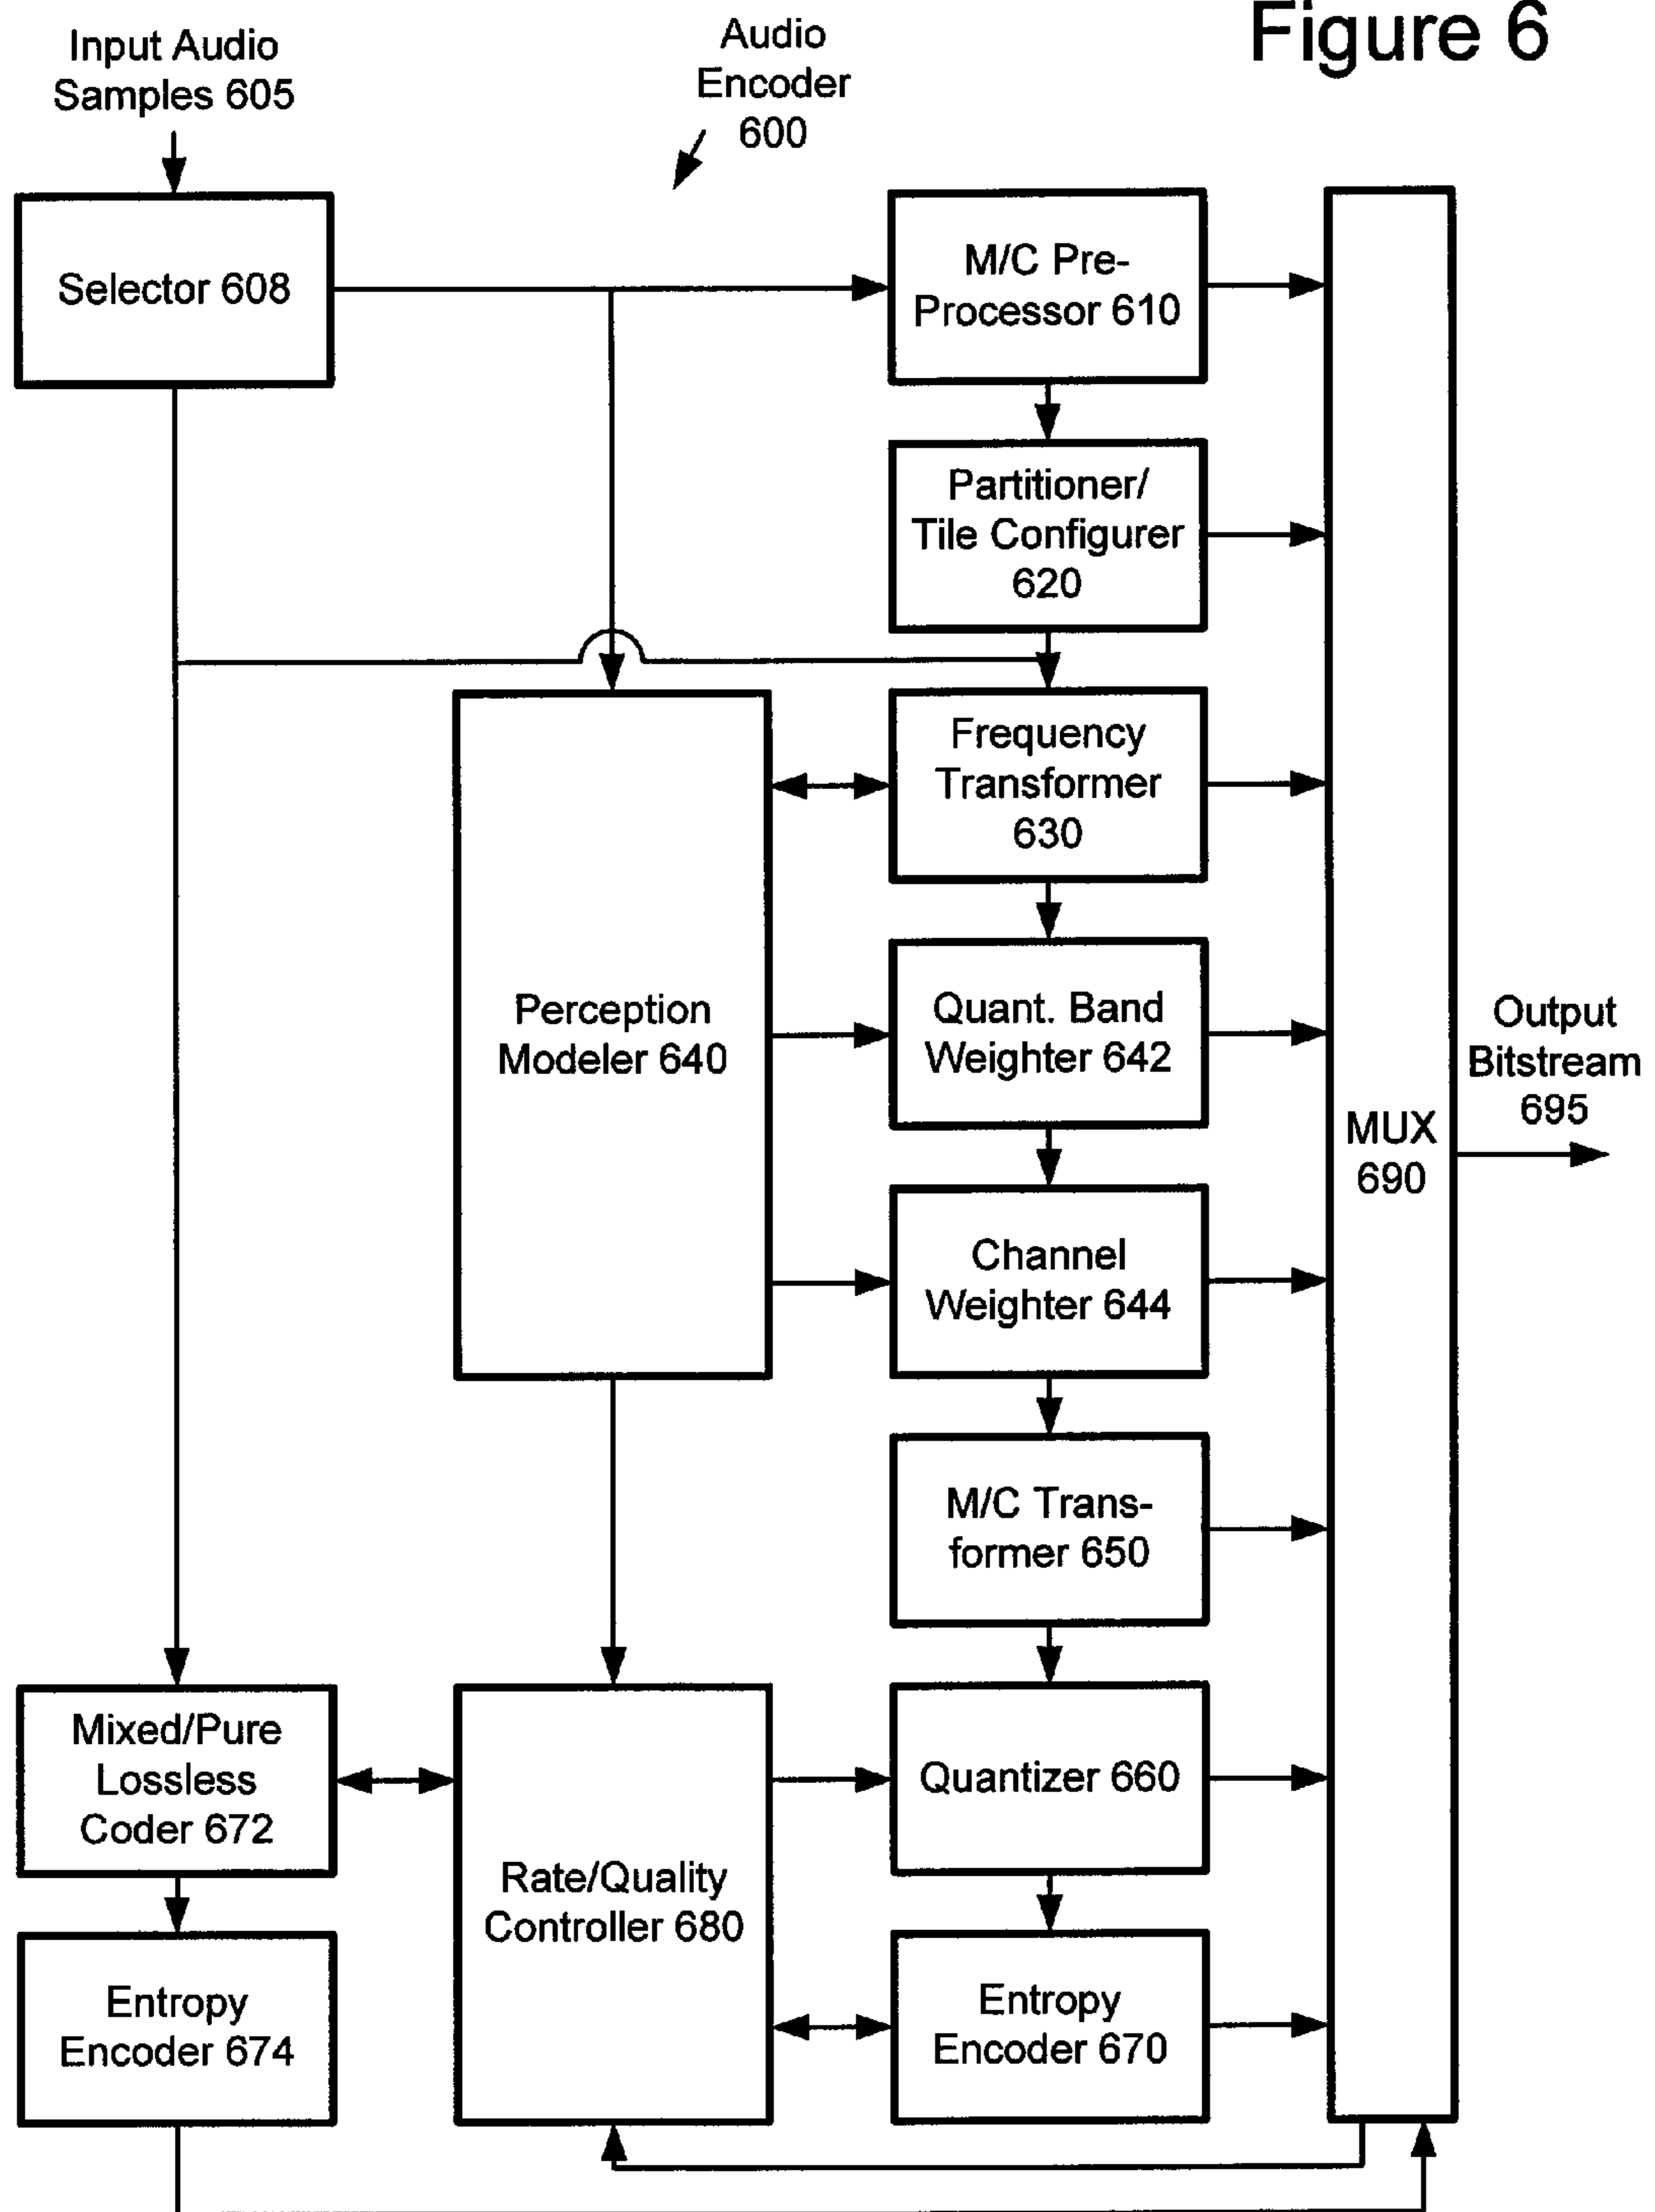 Figure 6
Input Audio
Samples 605
Audio
Encoder
600
Selector 608
M/C Pre-
Processor 610
Partitioner/
Tile Configurer
620
Frequency
Transformer
630
Perception
Modeler 640
Quant. Band
Weighter 642
Output
Bitstream
695
MUX
690
Channel
Weighter 644
M/C Trans-
former 650
Mixed/Pure
Lossless
Coder 672
Quantizer 660
Rate/Quality
Controller 680
Entropy
Encoder 674
Entropy
Encoder 670